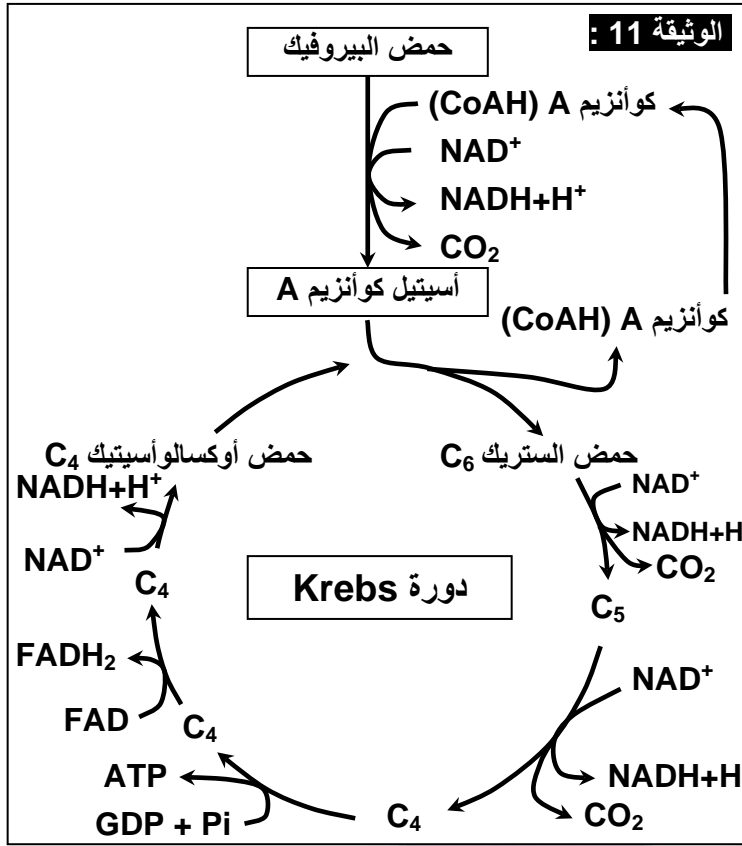 الوثيقة 11 :
حمض البيروفيك
كوأنزيم A (CoAH)
NAD⁺
NADH+H⁺
CO₂
أسيتيل كوأنزيم A
كوأنزيم A (CoAH)
حمض أوكسالوأسيتيك C₄
حمض الستريك C₆
NADH+H⁺
NAD⁺
NAD⁺
NADH+H
CO₂
C₄
دورة Krebs
C₅
FADH₂
FAD
C₄
NAD⁺
NADH+H
CO₂
ATP
GDP + Pi
C₄